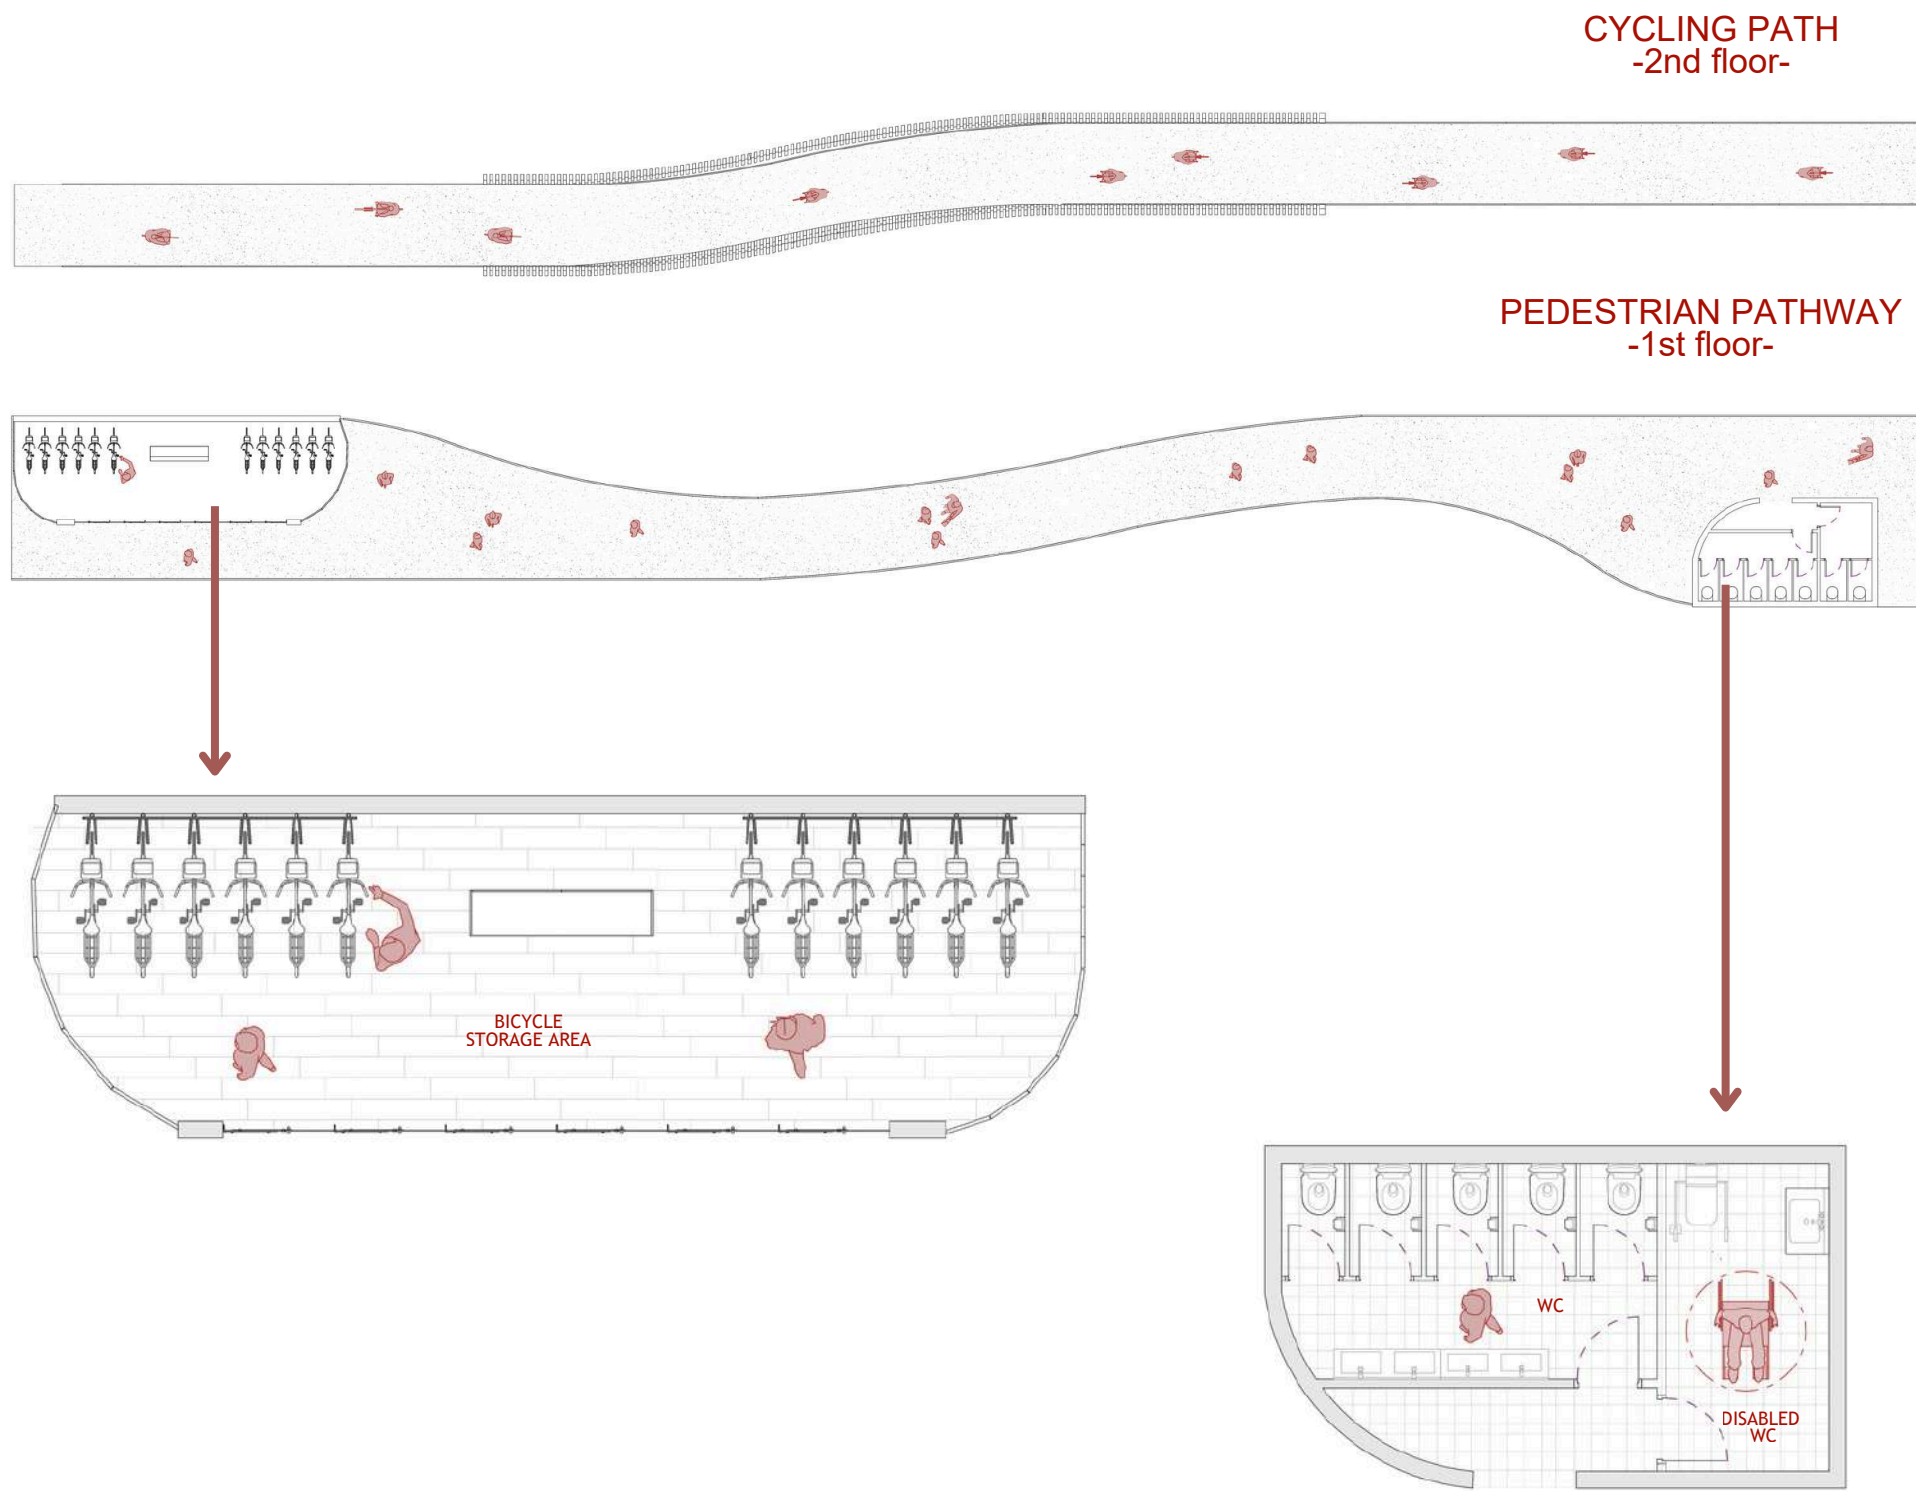 CYCLING PATH
-2nd floor-
PEDESTRIAN PATHWAY
-1st floor-
BICYCLE
STORAGE AREA
WC
DISABLED
WC